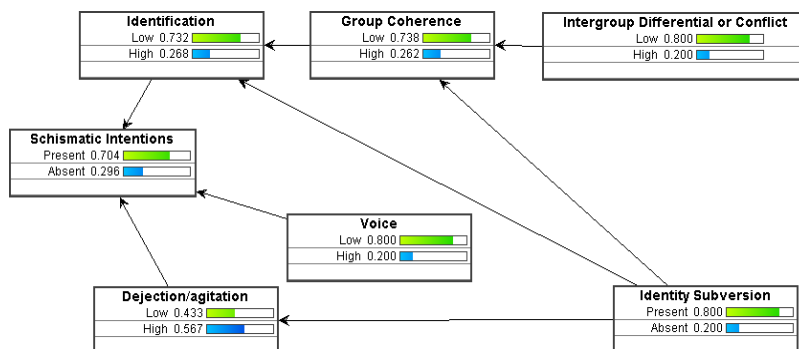 Identification
Low 0.732
High 0.268
Group Coherence
Low 0.738
High 0.262
Intergroup Differential or Conflict
Low 0.800
High 0.200
Schismatic Intentions
Present 0.704
Absent 0.296
Voice
Low 0.800
High 0.200
Dejection/agitation
Low 0.433
High 0.567
Identity Subversion
Present 0.800
Absent 0.200